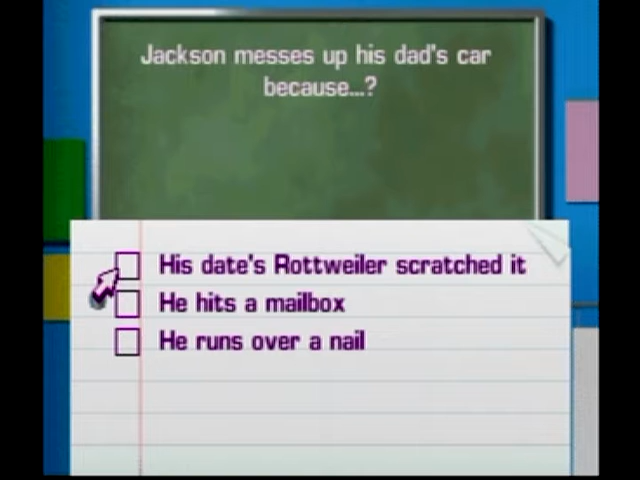 Jackson messes up his dad's car
because...?
His date's Rottweiler scratched it
He hits a mailbox
He runs over a nail